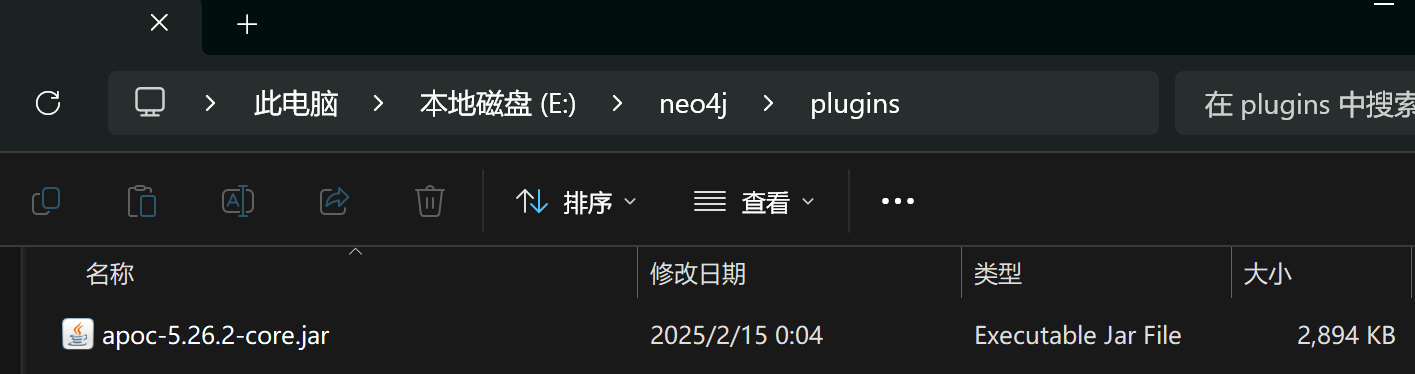 此电脑 本地磁盘 (E:) neo4j plugins 在 plugins 中搜索
排序 查看
名称 修改日期 类型 大小
apoc-5.26.2-core.jar 2025/2/15 0:04 Executable Jar File 2,894 KB